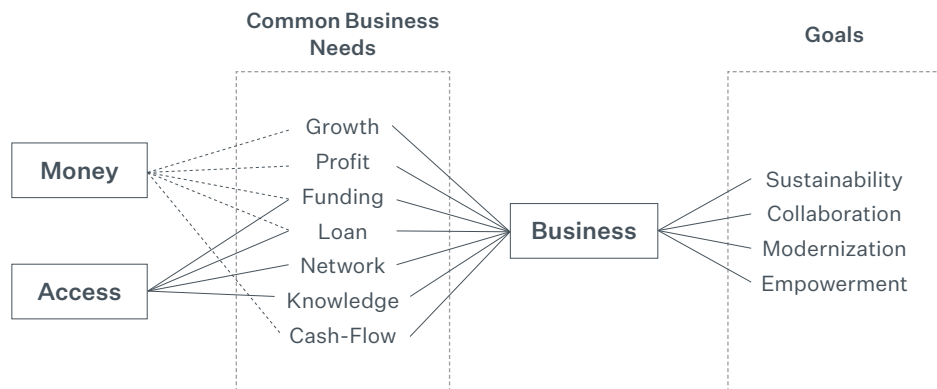 Common Business
Needs
Goals
Money
Access
Growth
Profit
Funding
Loan
Network
Knowledge
Cash-Flow
Business
Sustainability
Collaboration
Modernization
Empowerment